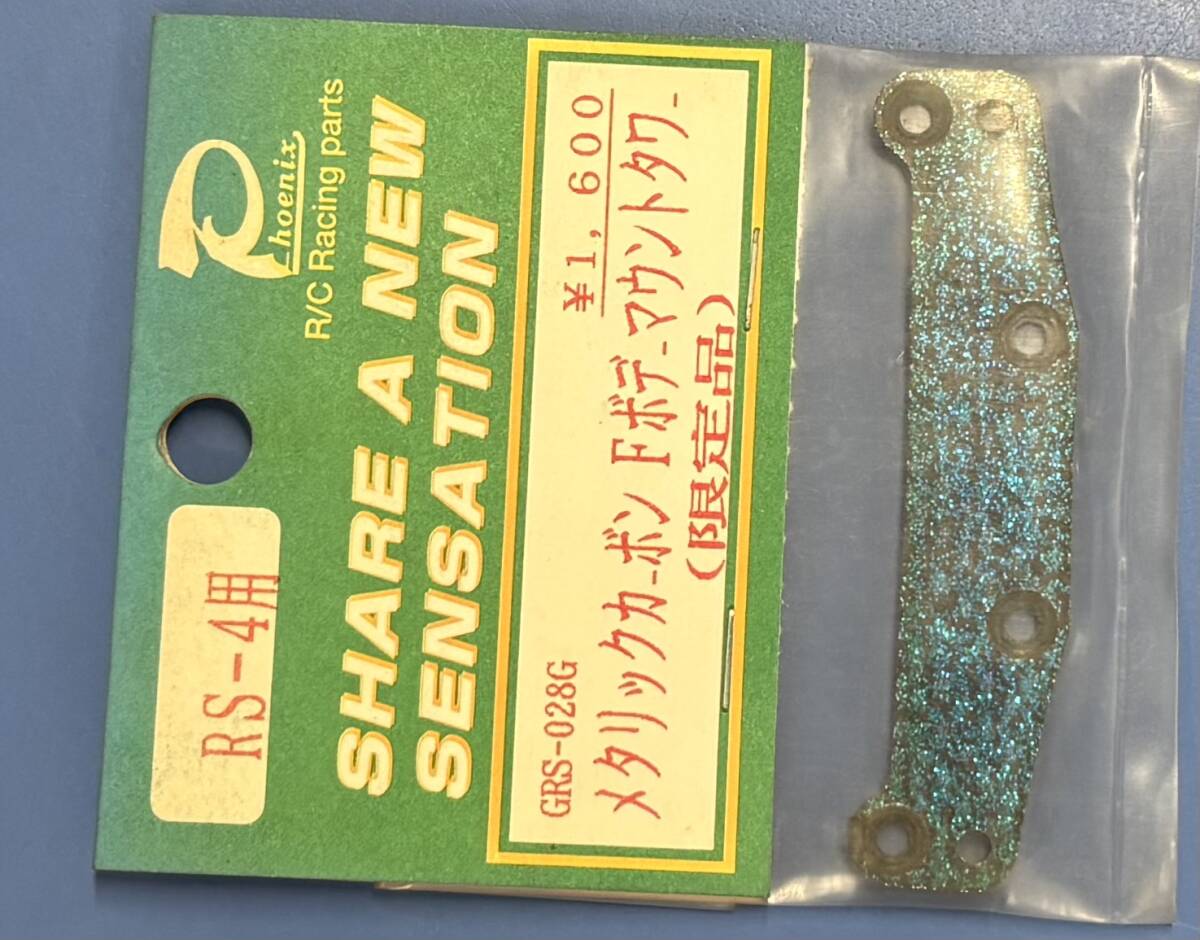 Phoenix
R/C Racing parts
RS-4用
SHARE A NEW
SENSATION
GRS-028G ¥1,600
メタリックカーボン Fボデーマウントタワー
(限定品)